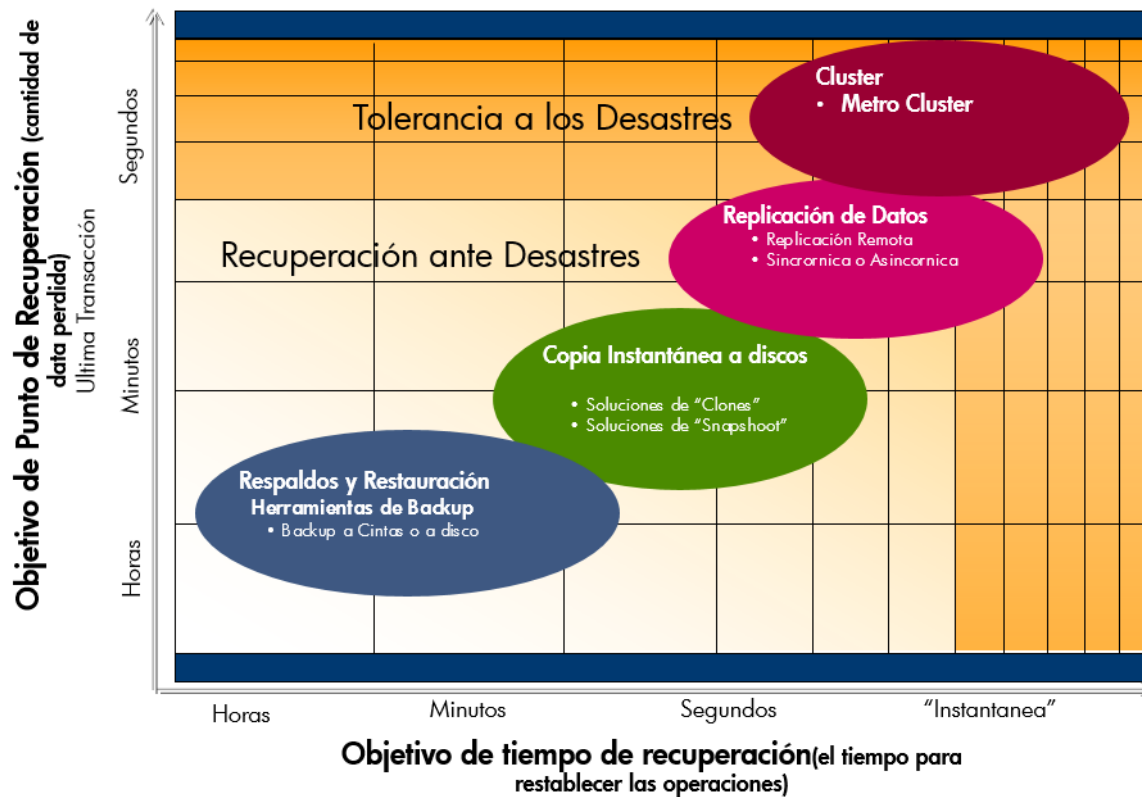 Objetivo de Punto de Recuperación (cantidad de
data perdida)
Ultima Transacción
Segundos
Minutos
Horas
Tolerancia a los Desastres
Cluster
• Metro Cluster
Recuperación ante Desastres
Replicación de Datos
• Replicación Remota
• Sincrornica o Asincornica
Copia Instantánea a discos
• Soluciones de “Clones”
• Soluciones de “Snapshoot”
Respaldos y Restauración
Herramientas de Backup
• Backup a Cintas o a disco
Horas
Minutos
Segundos
“Instantanea”
Objetivo de tiempo de recuperación(el tiempo para
restablecer las operaciones)